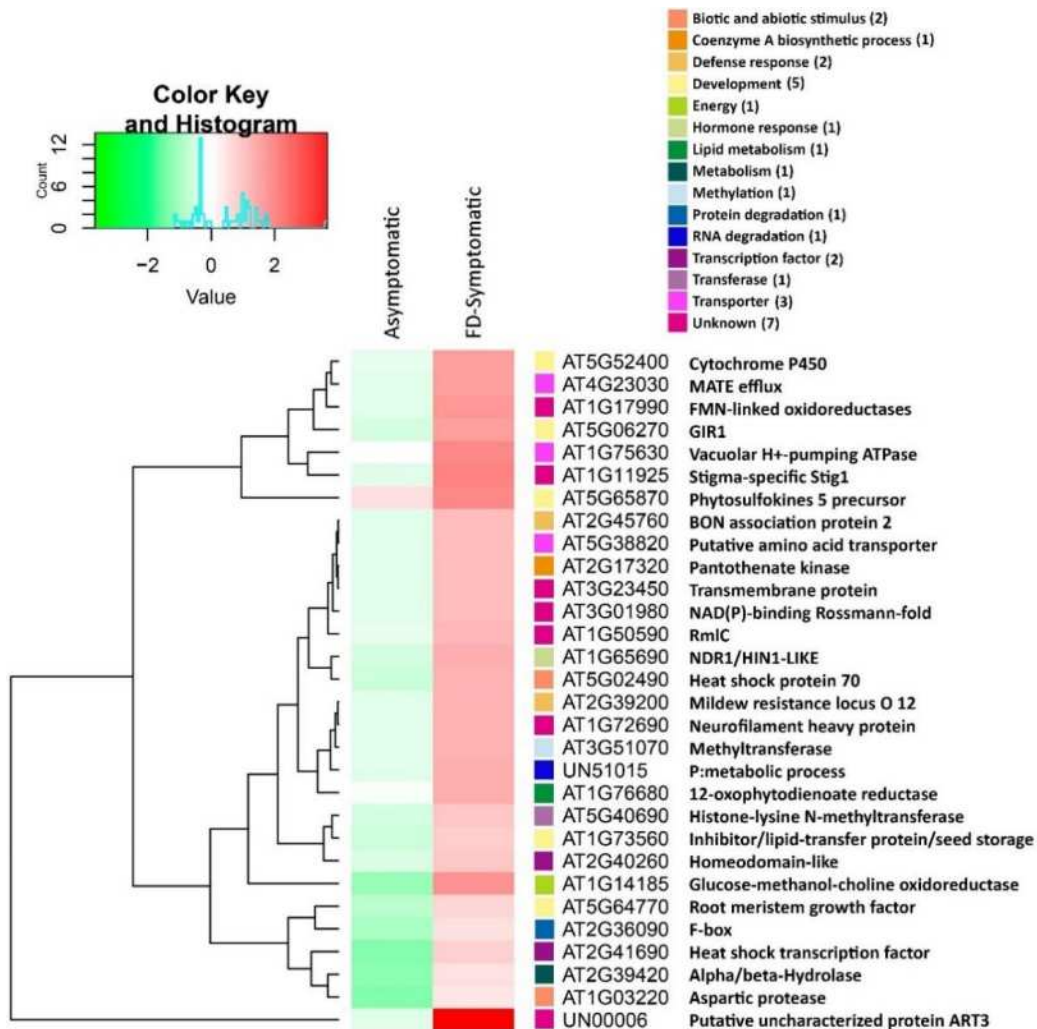 Biotic and abiotic stimulus (2)
Coenzyme A biosynthetic process (1)
Defense response (2)
Development (5)
Energy (1)
Hormone response (1)
Lipid metabolism (1)
Metabolism (1)
Methylation (1)
Protein degradation (1)
RNA degradation (1)
Transcription factor (2)
Transferase (1)
Transporter (3)
Unknown (7)
Color Key
and Histogram
Count
0 6 12
−2 0 2
Value
Asymptomatic
FD-Symptomatic
AT5G52400 Cytochrome P450
AT4G23030 MATE efflux
AT1G17990 FMN-linked oxidoreductases
AT5G06270 GIR1
AT1G75630 Vacuolar H+-pumping ATPase
AT1G11925 Stigma-specific Stig1
AT5G65870 Phytosulfokines 5 precursor
AT2G45760 BON association protein 2
AT5G38820 Putative amino acid transporter
AT2G17320 Pantothenate kinase
AT3G23450 Transmembrane protein
AT3G01980 NAD(P)-binding Rossmann-fold
AT1G50590 RmlC
AT1G65690 NDR1/HIN1-LIKE
AT5G02490 Heat shock protein 70
AT2G39200 Mildew resistance locus O 12
AT1G72690 Neurofilament heavy protein
AT3G51070 Methyltransferase
UN51015 P:metabolic process
AT1G76680 12-oxophytodienoate reductase
AT5G40690 Histone-lysine N-methyltransferase
AT1G73560 Inhibitor/lipid-transfer protein/seed storage
AT2G40260 Homeodomain-like
AT1G14185 Glucose-methanol-choline oxidoreductase
AT5G64770 Root meristem growth factor
AT2G36090 F-box
AT2G41690 Heat shock transcription factor
AT2G39420 Alpha/beta-Hydrolase
AT1G03220 Aspartic protease
UN00006 Putative uncharacterized protein ART3